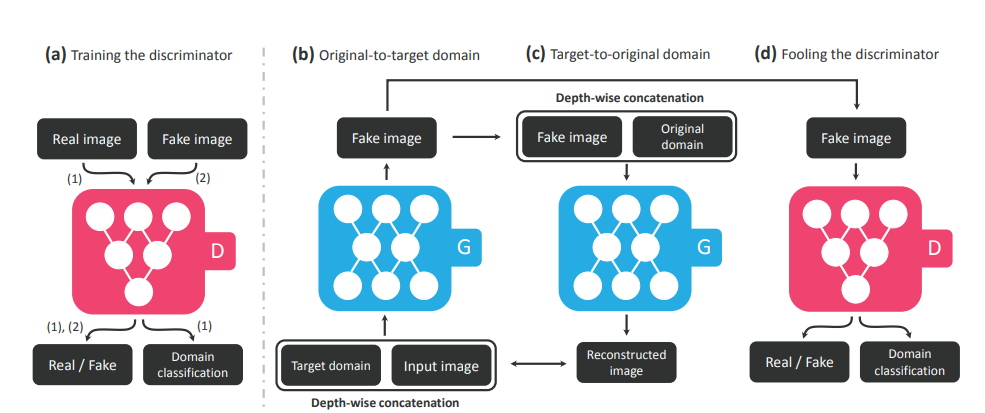 (a) Training the discriminator
(b) Original-to-target domain
(c) Target-to-original domain
(d) Fooling the discriminator
Depth-wise concatenation
Real image
Fake image
Fake image
Fake image
Original
domain
Fake image
(1)
(2)
D
G
G
D
(1), (2)
(1)
Real / Fake
Domain
classification
Target domain
Input image
Reconstructed
image
Real / Fake
Domain
classification
Depth-wise concatenation